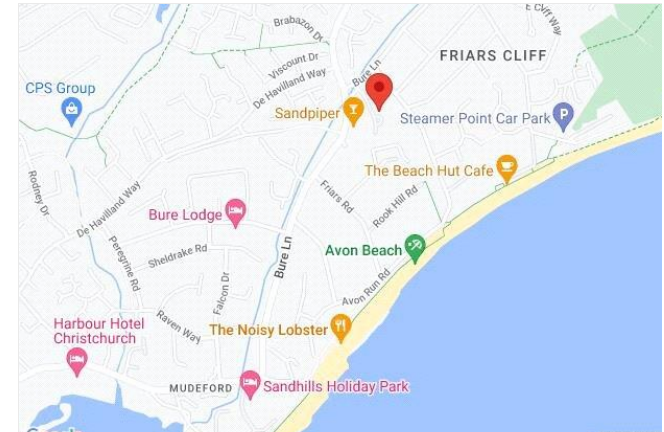 Brabazon Dr
E Cliff Way
FRIARS CLIFF
Viscount Dr
De Havilland Way
Bure Ln
CPS Group
Sandpiper
Steamer Point Car Park
P
The Beach Hut Cafe
Rodney Dr
De Havilland Way
Friars Rd
Rook Hill Rd
Bure Lodge
Peregrine Rd
Sheldrake Rd
Bure Ln
Avon Beach
Falcon Dr
Avon Run Rd
Raven Way
Harbour Hotel
Christchurch
The Noisy Lobster
MUDEFORD
Sandhills Holiday Park